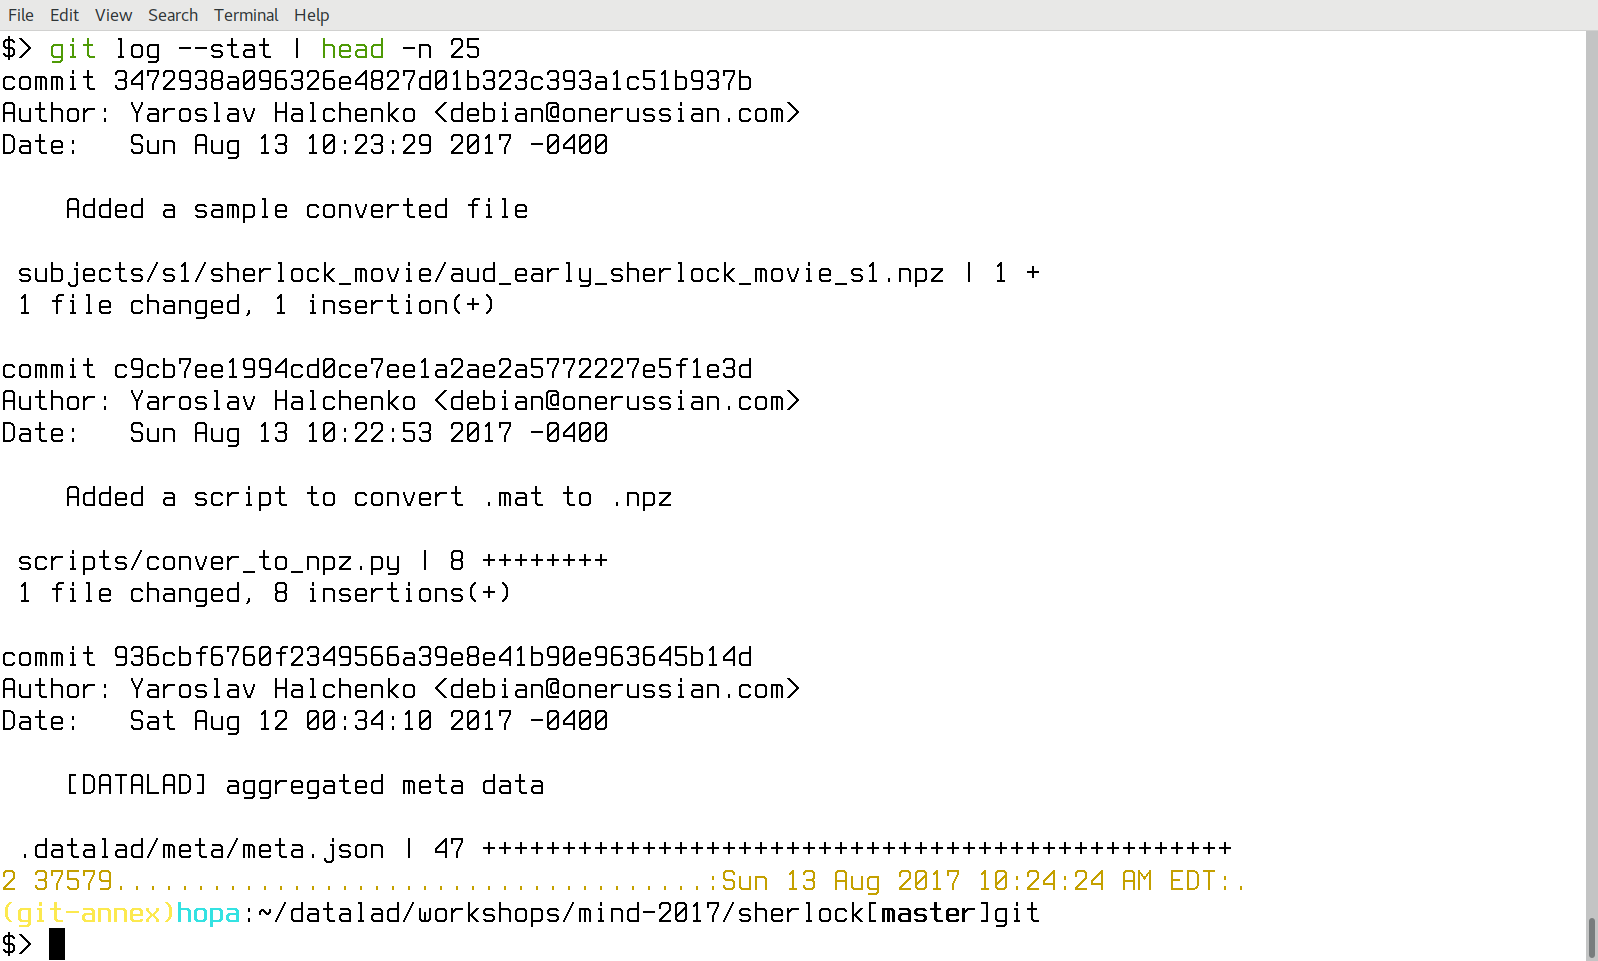 File Edit View Search Terminal Help
$> git log --stat | head -n 25
commit 3472938a096326e4827d01b323c393a1c51b937b
Author: Yaroslav Halchenko <debian@onerussian.com>
Date:   Sun Aug 13 10:23:29 2017 -0400

    Added a sample converted file

 subjects/s1/sherlock_movie/aud_early_sherlock_movie_s1.npz | 1 +
 1 file changed, 1 insertion(+)

commit c9cb7ee1994cd0ce7ee1a2ae2a5772227e5f1e3d
Author: Yaroslav Halchenko <debian@onerussian.com>
Date:   Sun Aug 13 10:22:53 2017 -0400

    Added a script to convert .mat to .npz

 scripts/conver_to_npz.py | 8 ++++++++
 1 file changed, 8 insertions(+)

commit 936cbf6760f2349566a39e8e41b90e963645b14d
Author: Yaroslav Halchenko <debian@onerussian.com>
Date:   Sat Aug 12 00:34:10 2017 -0400

    [DATALAD] aggregated meta data

 .datalad/meta/meta.json | 47 +++++++++++++++++++++++++++++++++++++++++++++++
2 37579.....................................:Sun 13 Aug 2017 10:24:24 AM EDT:.
(git-annex)hopa:~/datalad/workshops/mind-2017/sherlock[master]git
$>